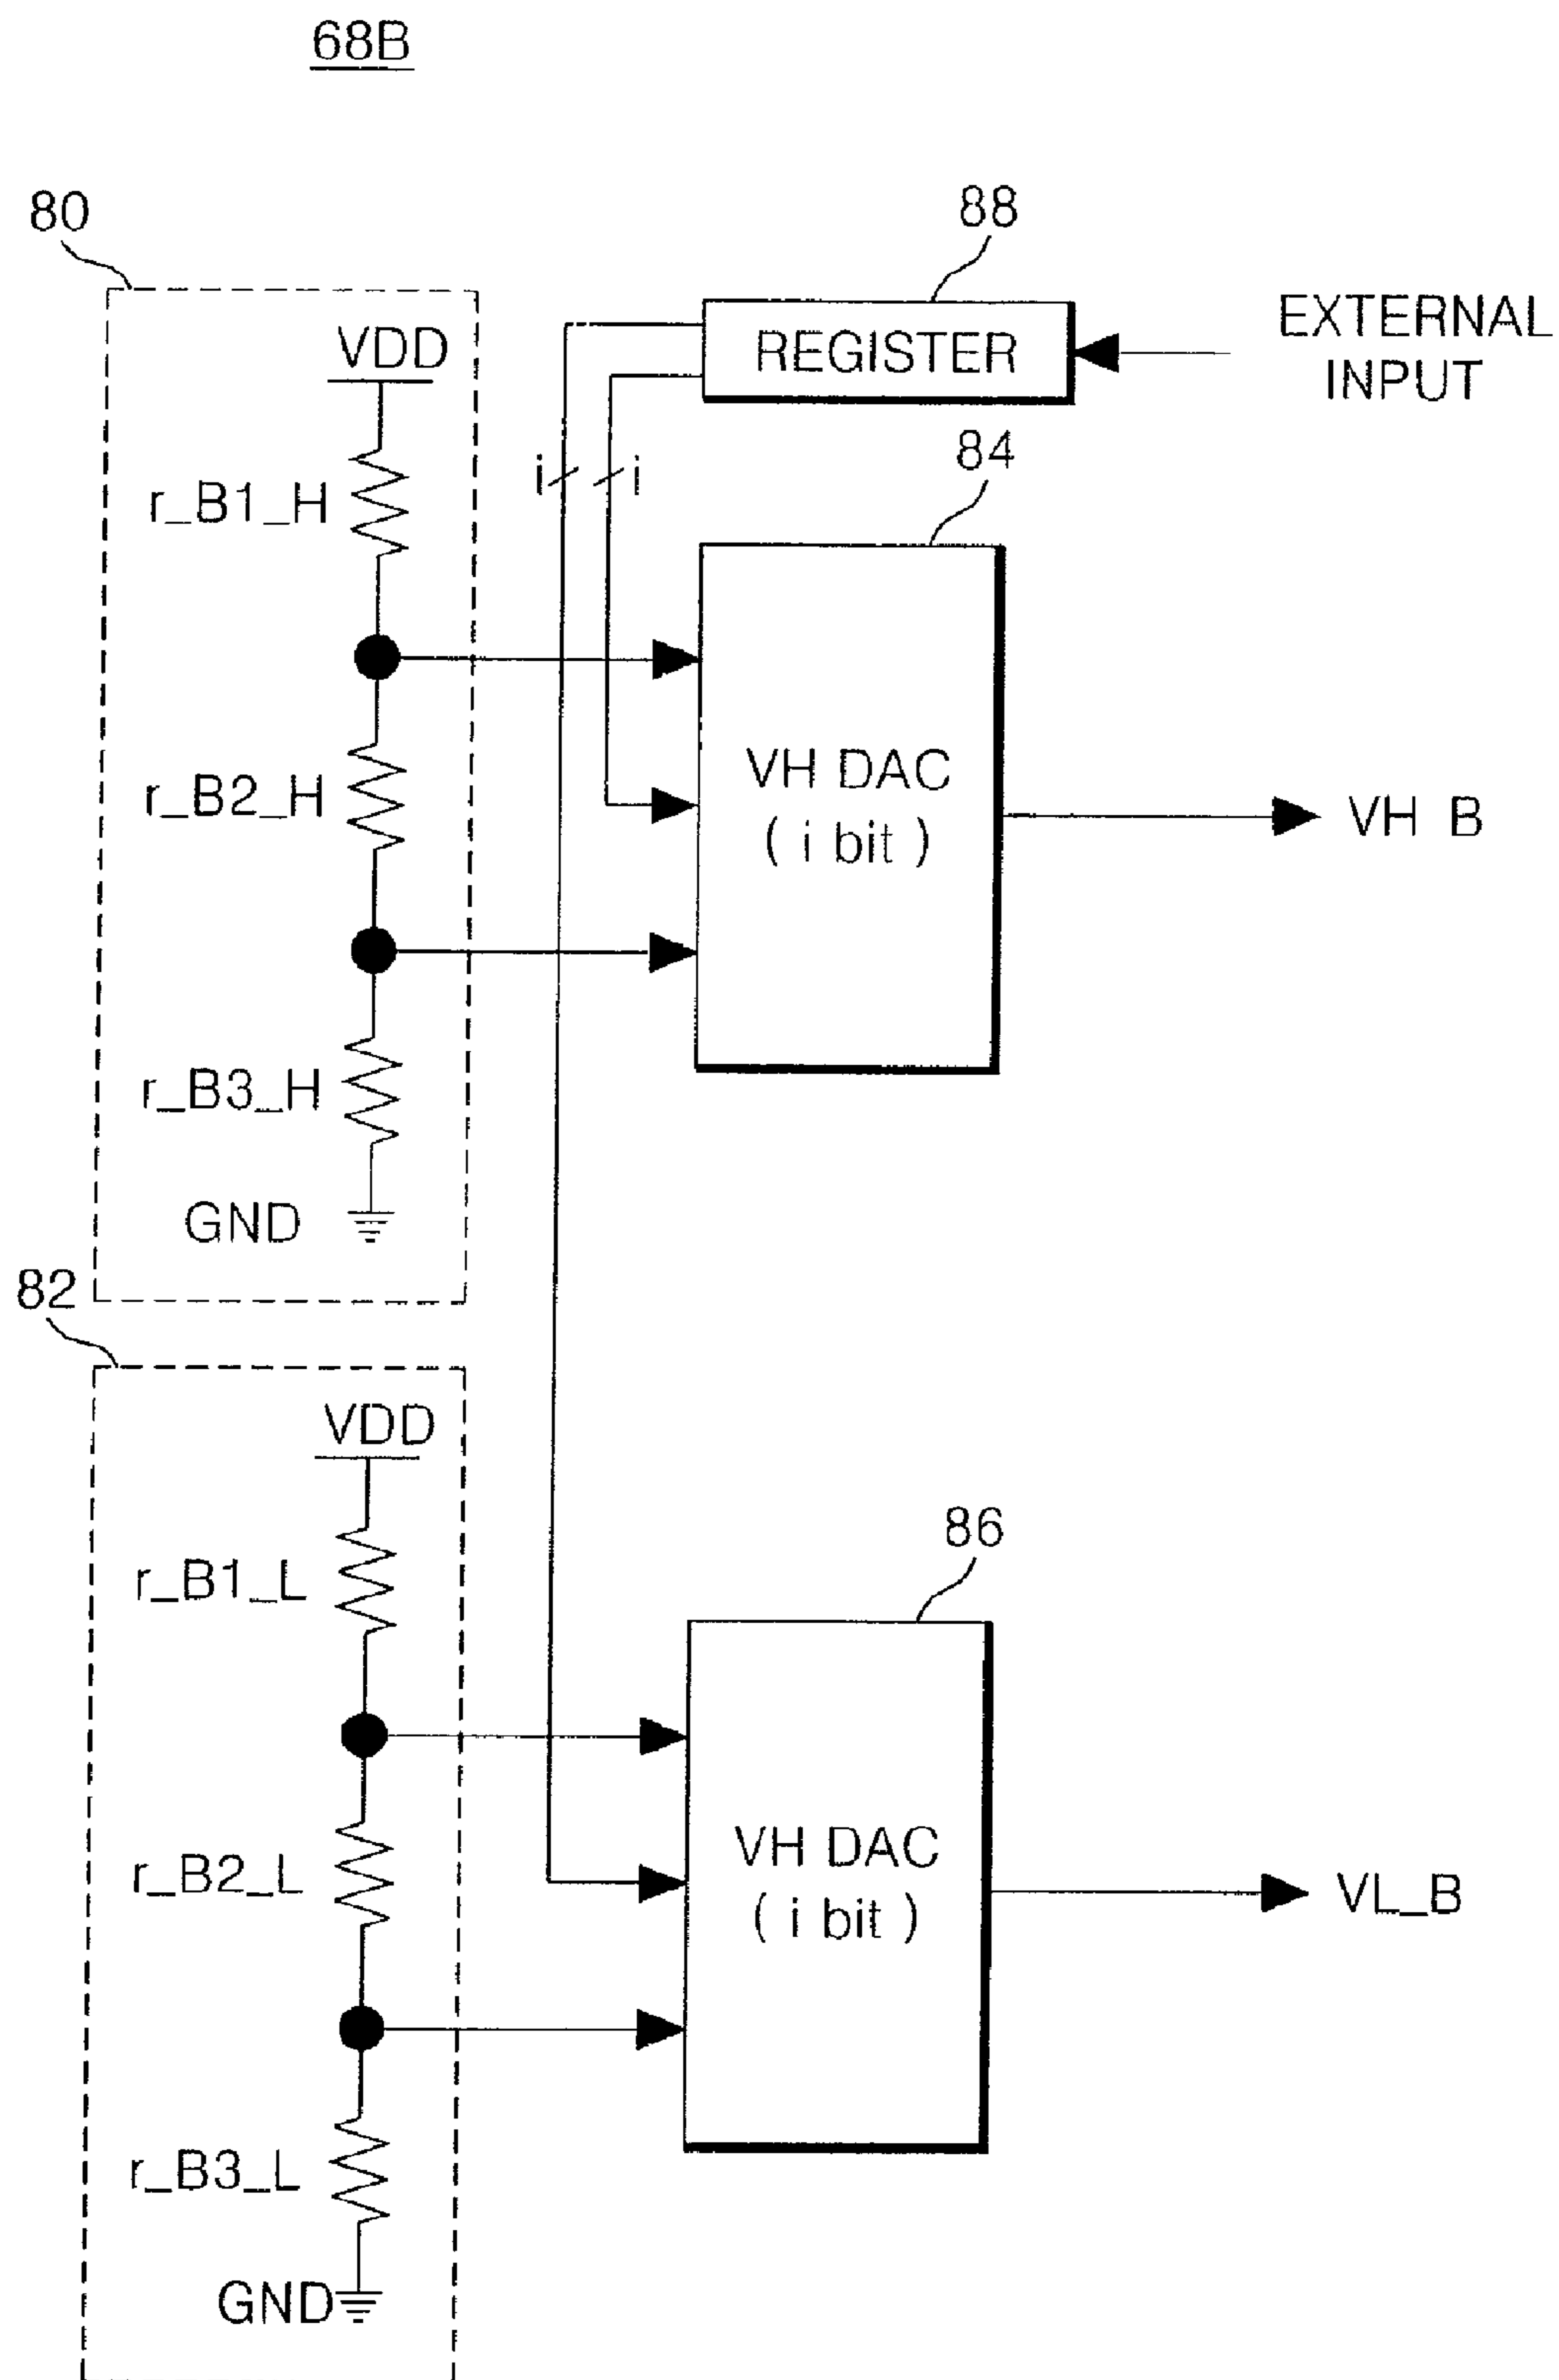 68B
80
88
VDD
REGISTER
EXTERNAL
INPUT
r_B1_H
i
i
84
r_B2_H
VH DAC
( i bit )
VH B
r_B3_H
GND
82
VDD
r_B1_L
86
r_B2_L
VH DAC
( i bit )
VL_B
r_B3_L
GND